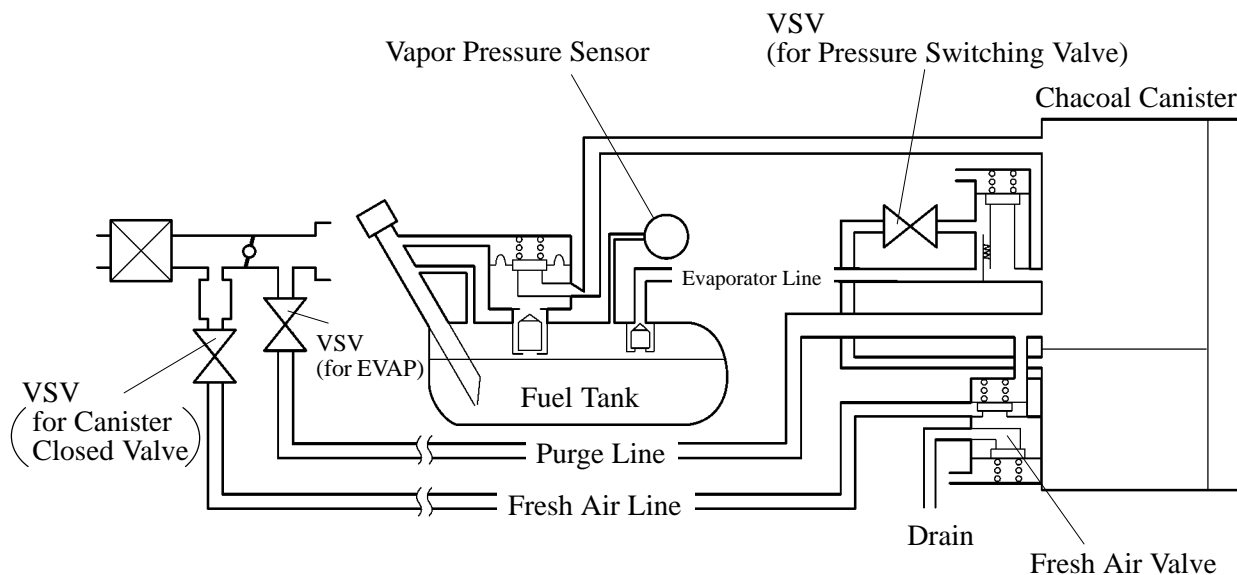 VSV
(for Pressure Switching Valve)
Vapor Pressure Sensor
Chacoal Canister
Evaporator Line
VSV
(for EVAP)
VSV
(for Canister
Closed Valve)
Fuel Tank
Purge Line
Fresh Air Line
Drain
Fresh Air Valve